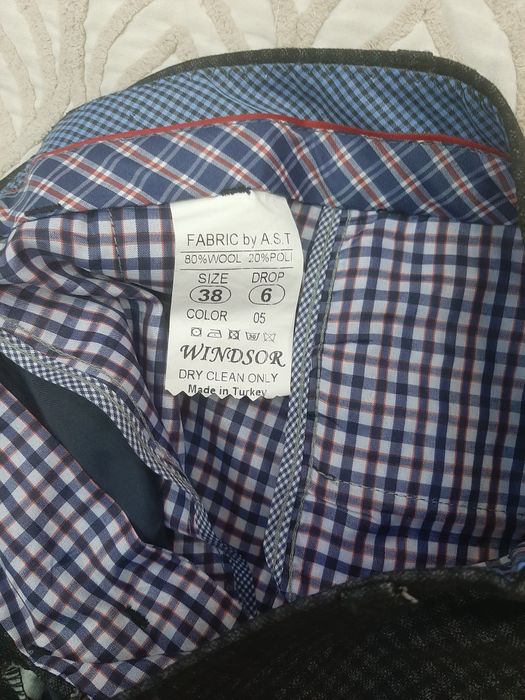 FABRIC by A.S.T
80%WOOL 20%POLI
SIZE DROP
38 6
COLOR 05
WINDSOR
DRY CLEAN ONLY
Made in Turkey